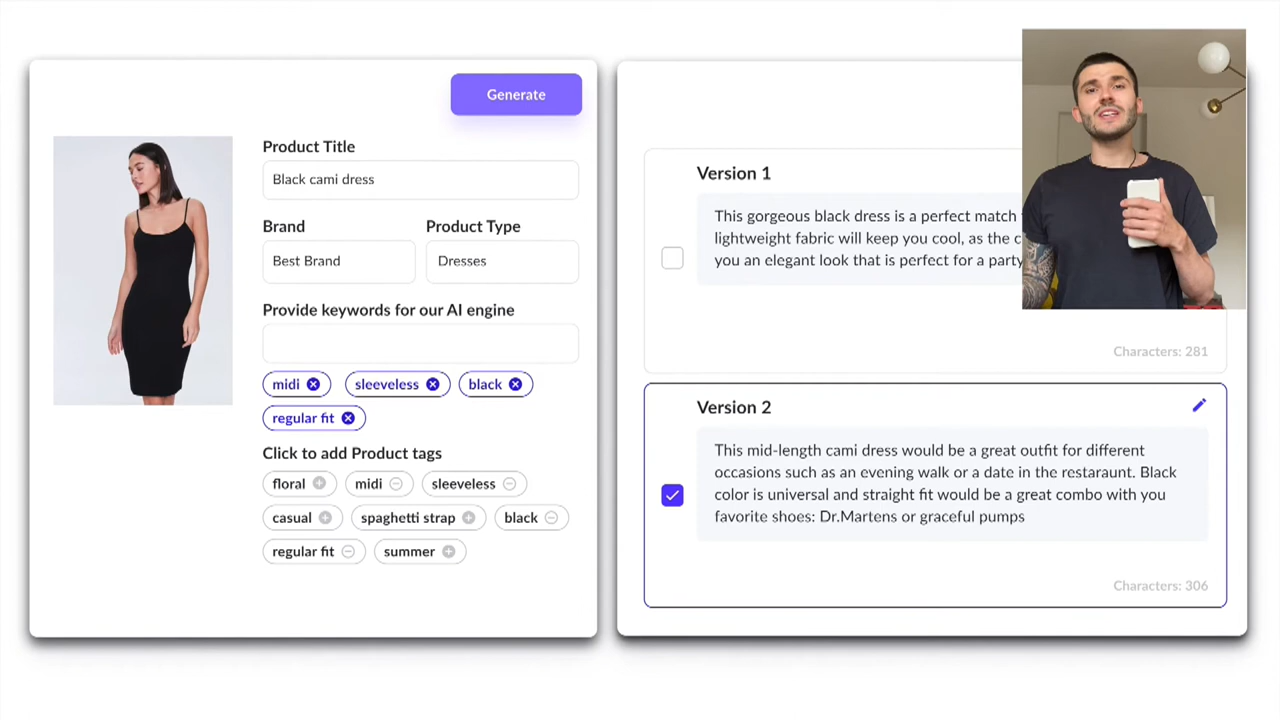 Generate
Product Title
Black cami dress
Brand
Product Type
Best Brand
Dresses
Provide keywords for our AI engine
midi
sleeveless
black
regular fit
Click to add Product tags
floral
midi
sleeveless
casual
spaghetti strap
black
regular fit
summer
Version 1
This gorgeous black dress is a perfect match
lightweight fabric will keep you cool, as the
you an elegant look that is perfect for a party
Characters: 281
Version 2
This mid-length cami dress would be a great outfit for different
occasions such as an evening walk or a date in the restaraunt. Black
color is universal and straight fit would be a great combo with you
favorite shoes: Dr.Martens or graceful pumps
Characters: 306